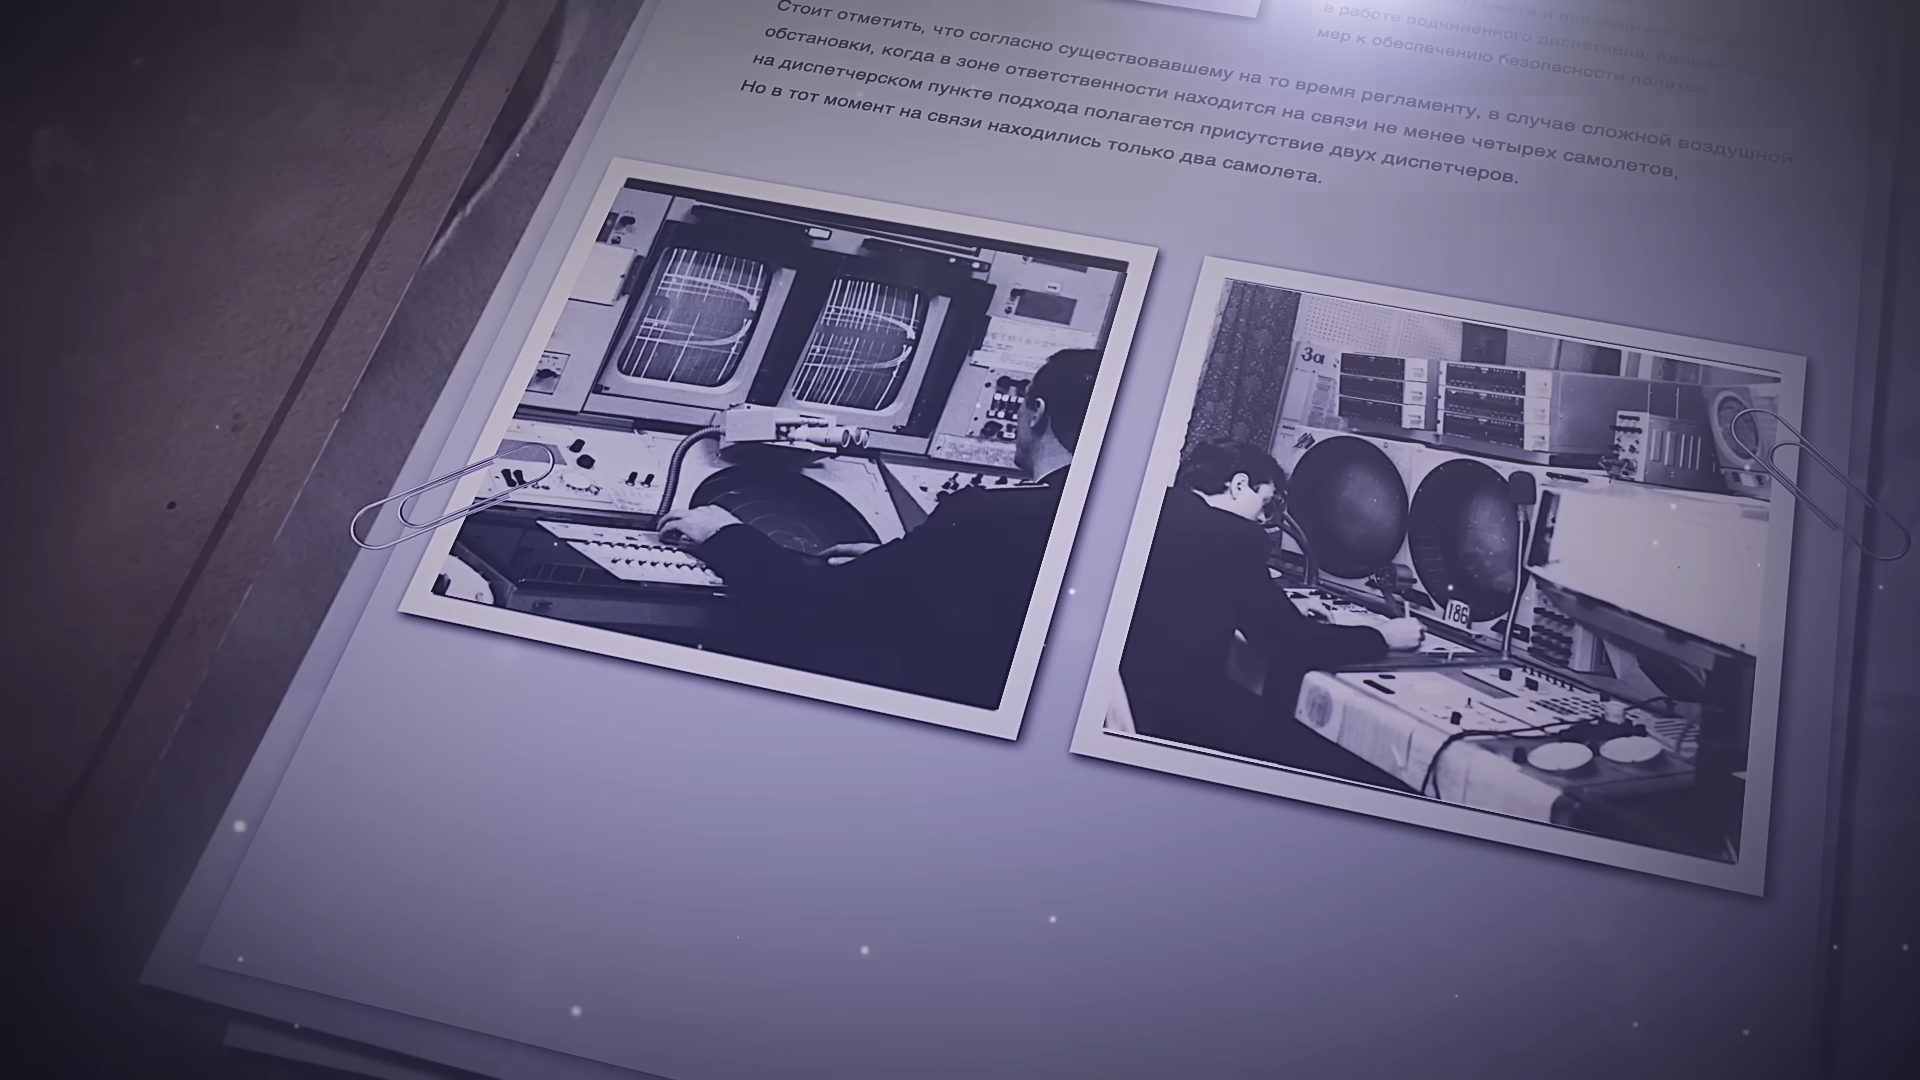 в работе подчиненного диспетчера
мер к обеспечению безопасности полётов
Стоит отметить, что согласно существовавшему на то время регламенту, в случае сложной воздушной
обстановки, когда в зоне ответственности находится на связи не менее четырех самолетов,
на диспетчерском пункте подхода полагается присутствие двух диспетчеров.
Но в тот момент на связи находились только два самолета.
3а
186